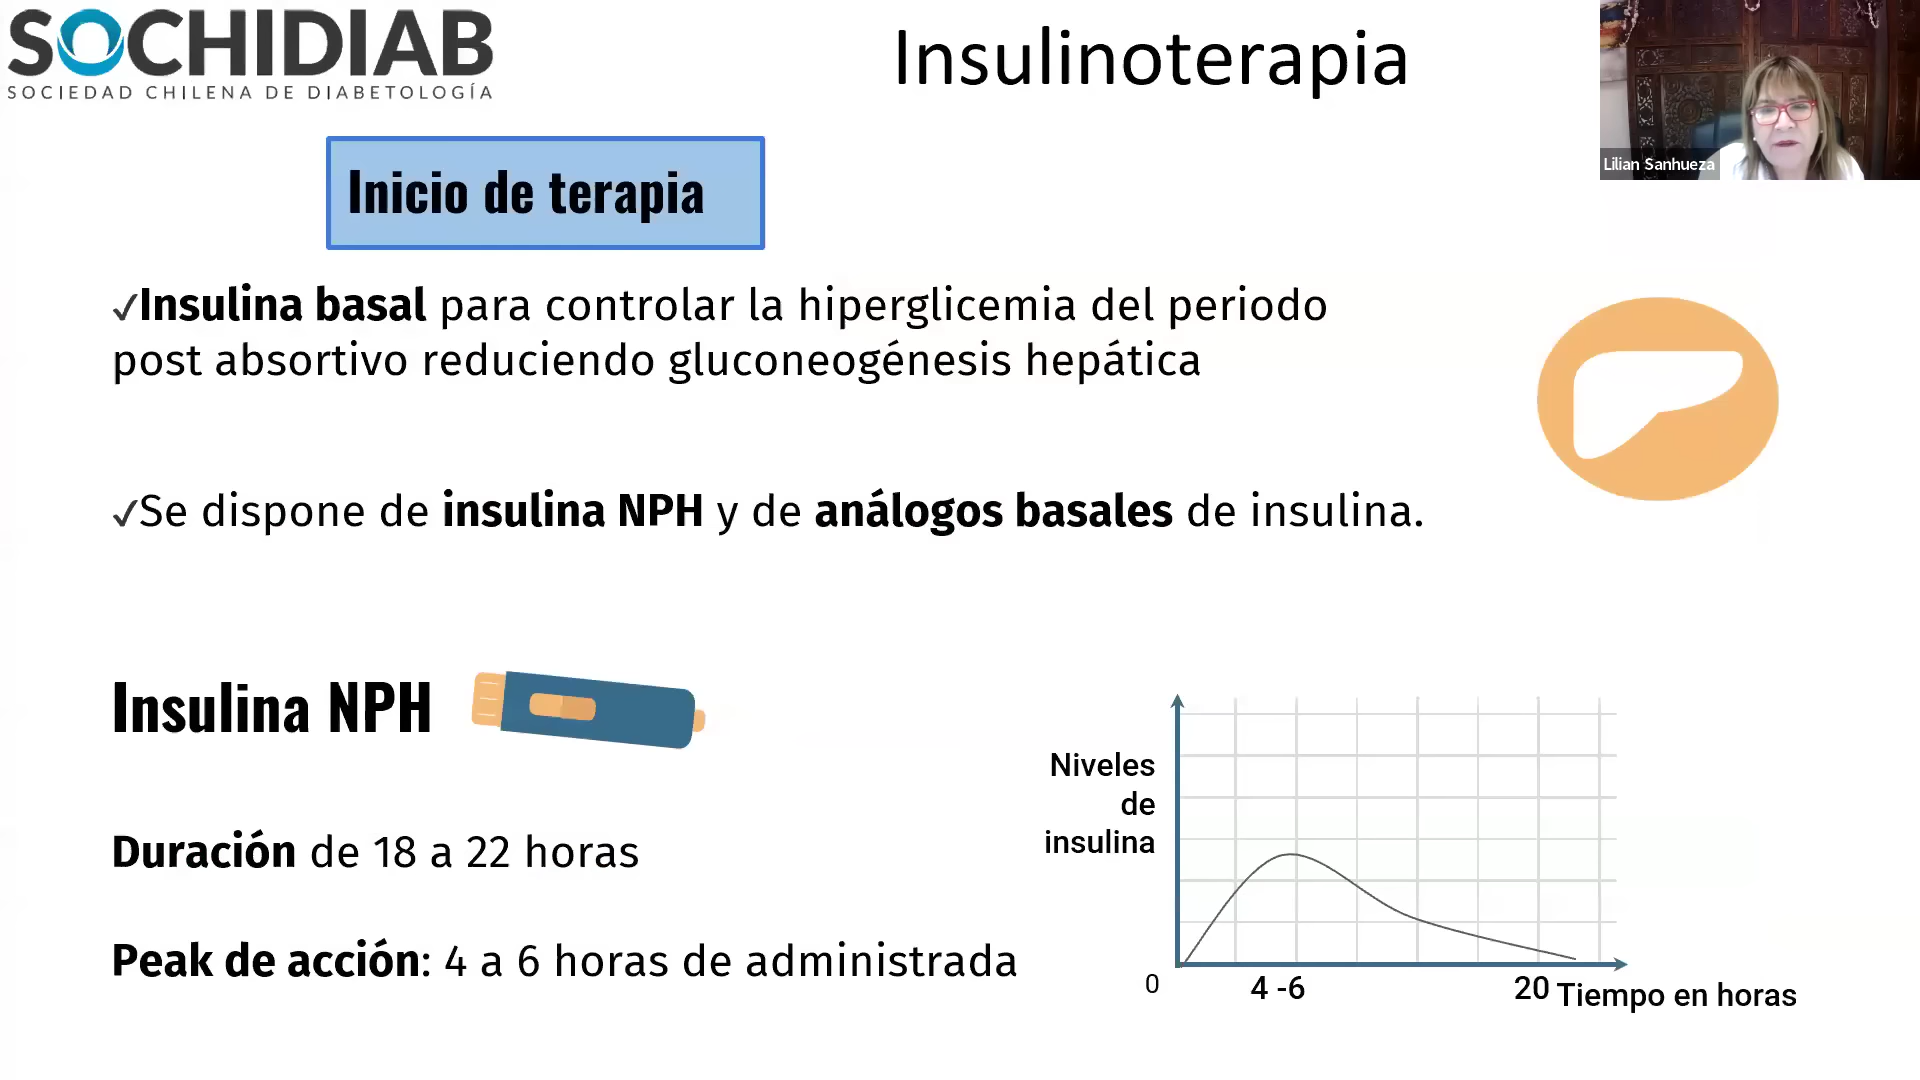 SOCHIDIAB
SOCIEDAD CHILENA DE DIABETOLOGÍA
Insulinoterapia
Lilian Sanhueza
Inicio de terapia
✓Insulina basal para controlar la hiperglicemia del periodo
post absortivo reduciendo gluconeogénesis hepática
✓Se dispone de insulina NPH y de análogos basales de insulina.
Insulina NPH
Duración de 18 a 22 horas
Peak de acción: 4 a 6 horas de administrada
Niveles
de
insulina
0
4 -6
20
Tiempo en horas